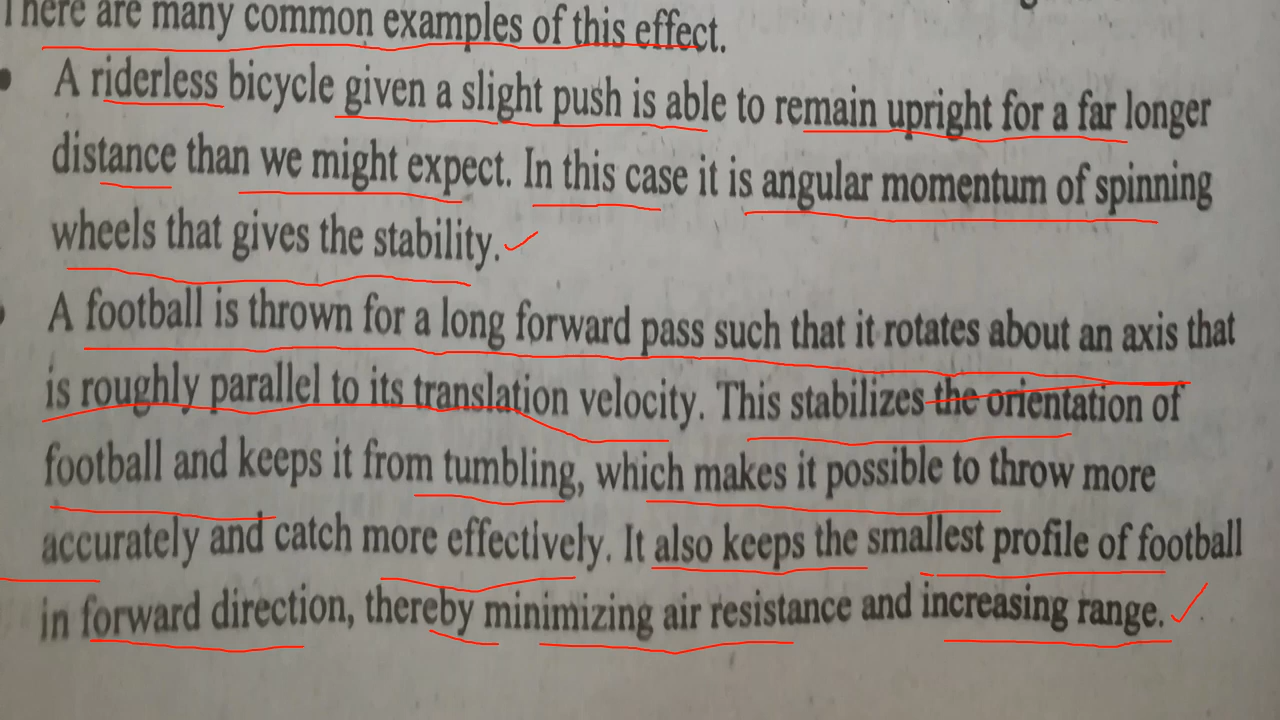 There are many common examples of this effect.
• A riderless bicycle given a slight push is able to remain upright for a far longer
distance than we might expect. In this case it is angular momentum of spinning
wheels that gives the stability.
• A football is thrown for a long forward pass such that it rotates about an axis that
is roughly parallel to its translation velocity. This stabilizes the orientation of
football and keeps it from tumbling, which makes it possible to throw more
accurately and catch more effectively. It also keeps the smallest profile of football
in forward direction, thereby minimizing air resistance and increasing range.